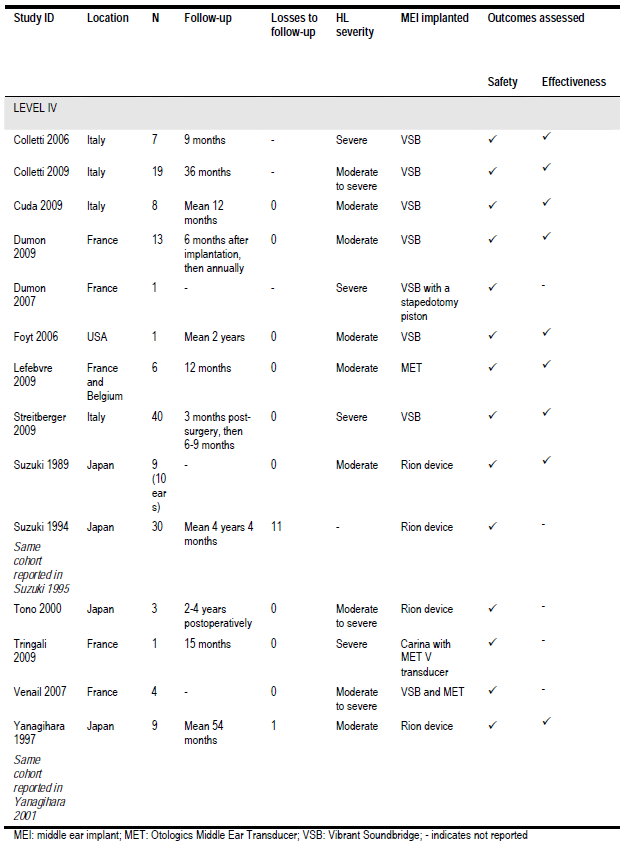 Study ID Location N Follow-up Losses to follow-up HL severity MEI implanted Outcomes assessed
Safety Effectiveness
LEVEL IV
Colletti 2006 Italy 7 9 months - Severe VSB ✓ ✓
Colletti 2009 Italy 19 36 months - Moderate to severe VSB ✓ ✓
Cuda 2009 Italy 8 Mean 12 months 0 Moderate VSB ✓ ✓
Dumon 2009 France 13 6 months after implantation, then annually 0 Moderate VSB ✓ ✓
Dumon 2007 France 1 - - Severe VSB with a stapedotomy piston ✓ -
Foyt 2006 USA 1 Mean 2 years 0 Moderate VSB ✓ ✓
Lefebvre 2009 France and Belgium 6 12 months 0 Moderate MET ✓ ✓
Streitberger 2009 Italy 40 3 months post-surgery, then 6-9 months 0 Severe VSB ✓ ✓
Suzuki 1989 Japan 9 (10 ears) - 0 Moderate Rion device ✓ ✓
Suzuki 1994 Japan 30 Mean 4 years 4 months 11 - Rion device ✓ -
Same cohort reported in Suzuki 1995
Tono 2000 Japan 3 2-4 years postoperatively 0 Moderate to severe Rion device ✓ -
Tringali 2009 France 1 15 months 0 Severe Carina with MET V transducer ✓ -
Venail 2007 France 4 - 0 Moderate to severe VSB and MET ✓ -
Yanagihara 1997 Japan 9 Mean 54 months 1 Moderate Rion device ✓ ✓
Same cohort reported in Yanagihara 2001
MEI: middle ear implant; MET: Otologics Middle Ear Transducer; VSB: Vibrant Soundbridge; - indicates not reported